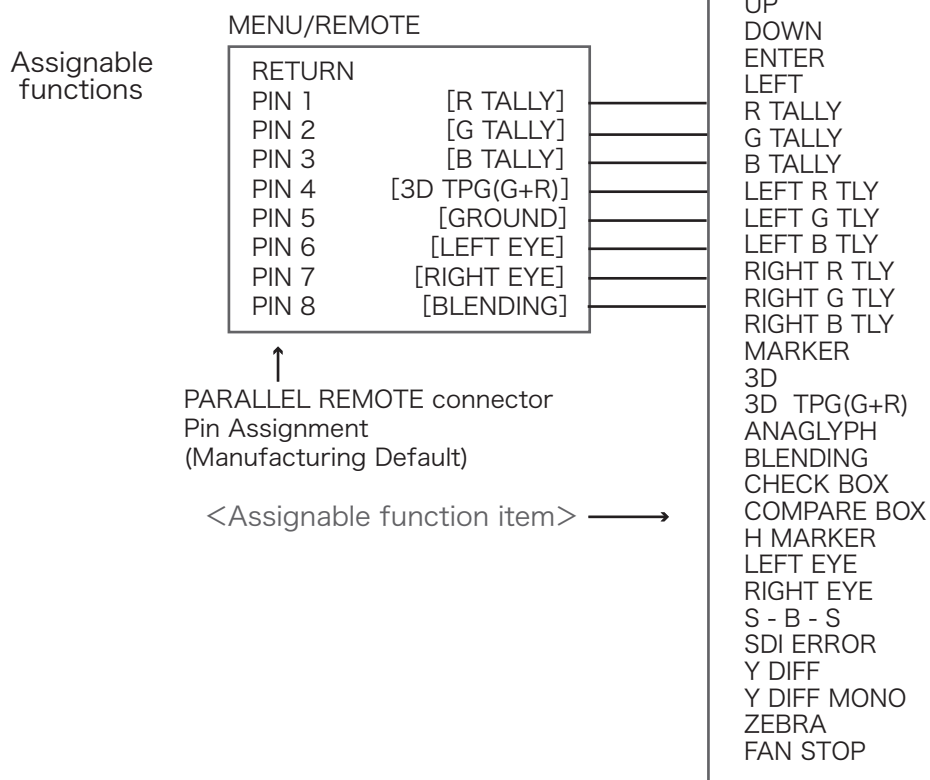 Assignable
functions
MENU/REMOTE
RETURN
PIN 1 [R TALLY]
PIN 2 [G TALLY]
PIN 3 [B TALLY]
PIN 4 [3D TPG(G+R)]
PIN 5 [GROUND]
PIN 6 [LEFT EYE]
PIN 7 [RIGHT EYE]
PIN 8 [BLENDING]
↑
PARALLEL REMOTE connector
Pin Assignment
(Manufacturing Default)
<Assignable function item> →
UP
DOWN
ENTER
LEFT
R TALLY
G TALLY
B TALLY
LEFT R TLY
LEFT G TLY
LEFT B TLY
RIGHT R TLY
RIGHT G TLY
RIGHT B TLY
MARKER
3D
3D TPG(G+R)
ANAGLYPH
BLENDING
CHECK BOX
COMPARE BOX
H MARKER
LEFT EYE
RIGHT EYE
S - B - S
SDI ERROR
Y DIFF
Y DIFF MONO
ZEBRA
FAN STOP